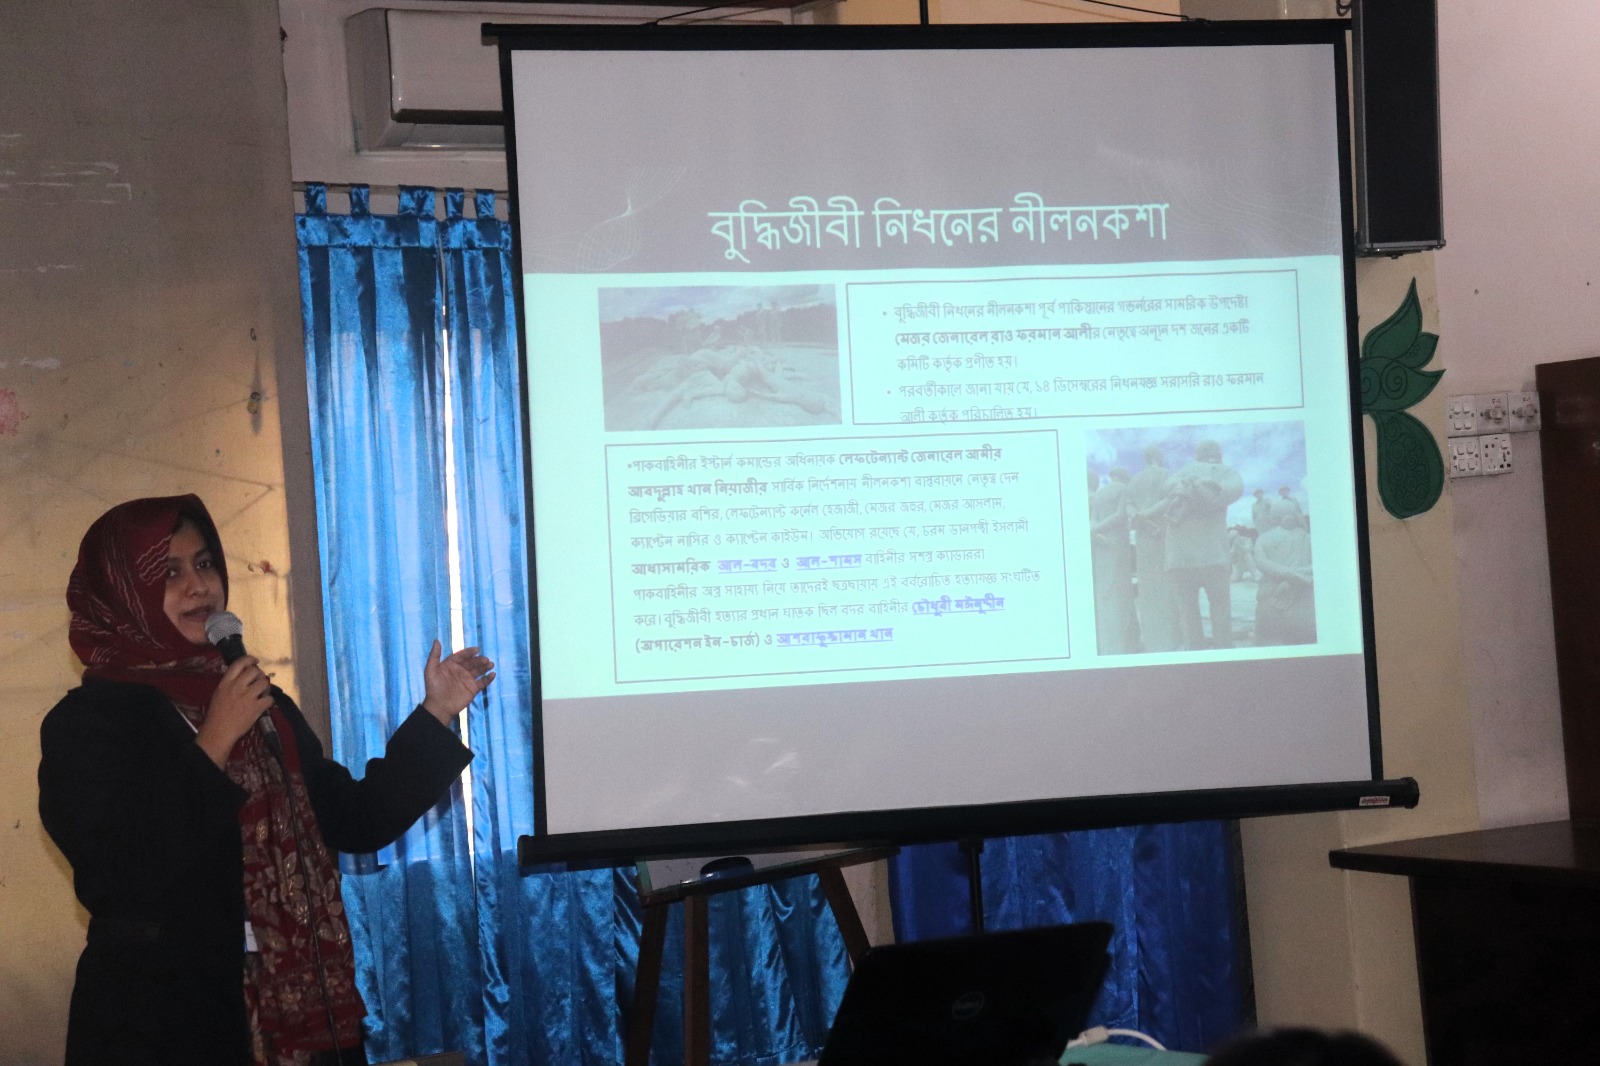 বুদ্ধিজীবী নিধনের নীলনকশা
• বুদ্ধিজীবী নিধনের নীলনকশা পূর্ব পাকিস্তানের গভর্নরের সামরিক উপদেষ্টা
মেজর জেনারেল রাও ফরমান আলীর নেতৃত্বে অন্যূন দশ জনের একটি
কমিটি কর্তৃক প্রণীত হয়।
• পরবর্তীকালে জানা যায় যে, ১৪ ডিসেম্বরের নিধনযজ্ঞ সরাসরি রাও ফরমান
আলী কর্তৃক পরিচালিত হয়।
•পাকবাহিনীর ইস্টার্ন কমান্ডের অধিনায়ক লেফটেন্যান্ট জেনারেল আমীর
আবদুল্লাহ খান নিয়াজীর সার্বিক নির্দেশনায় নীলনকশা বাস্তবায়নে নেতৃত্ব দেন
ব্রিগেডিয়ার বশির, লেফটেন্যান্ট কর্নেল হেজাজী, মেজর জহুর, মেজর আসলাম,
ক্যাপ্টেন নাসির ও ক্যাপ্টেন কাইউম। অভিযোগ রয়েছে যে, চরম ডানপন্থী ইসলামী
আধাসামরিক আল-বদর ও আল-শামস বাহিনীর সশস্ত্র ক্যাডাররা
পাকবাহিনীর অস্ত্র সাহায্য নিয়ে তাদেরই ছত্রছায়ায় এই বর্বরোচিত হত্যাযজ্ঞ সংঘটিত
করে। বুদ্ধিজীবী হত্যার প্রধান ঘাতক ছিল বদর বাহিনীর চৌধুরী মঈনুদ্দীন
(অপারেশন ইন-চার্জ) ও আশরাফুজ্জামান খান
DELL